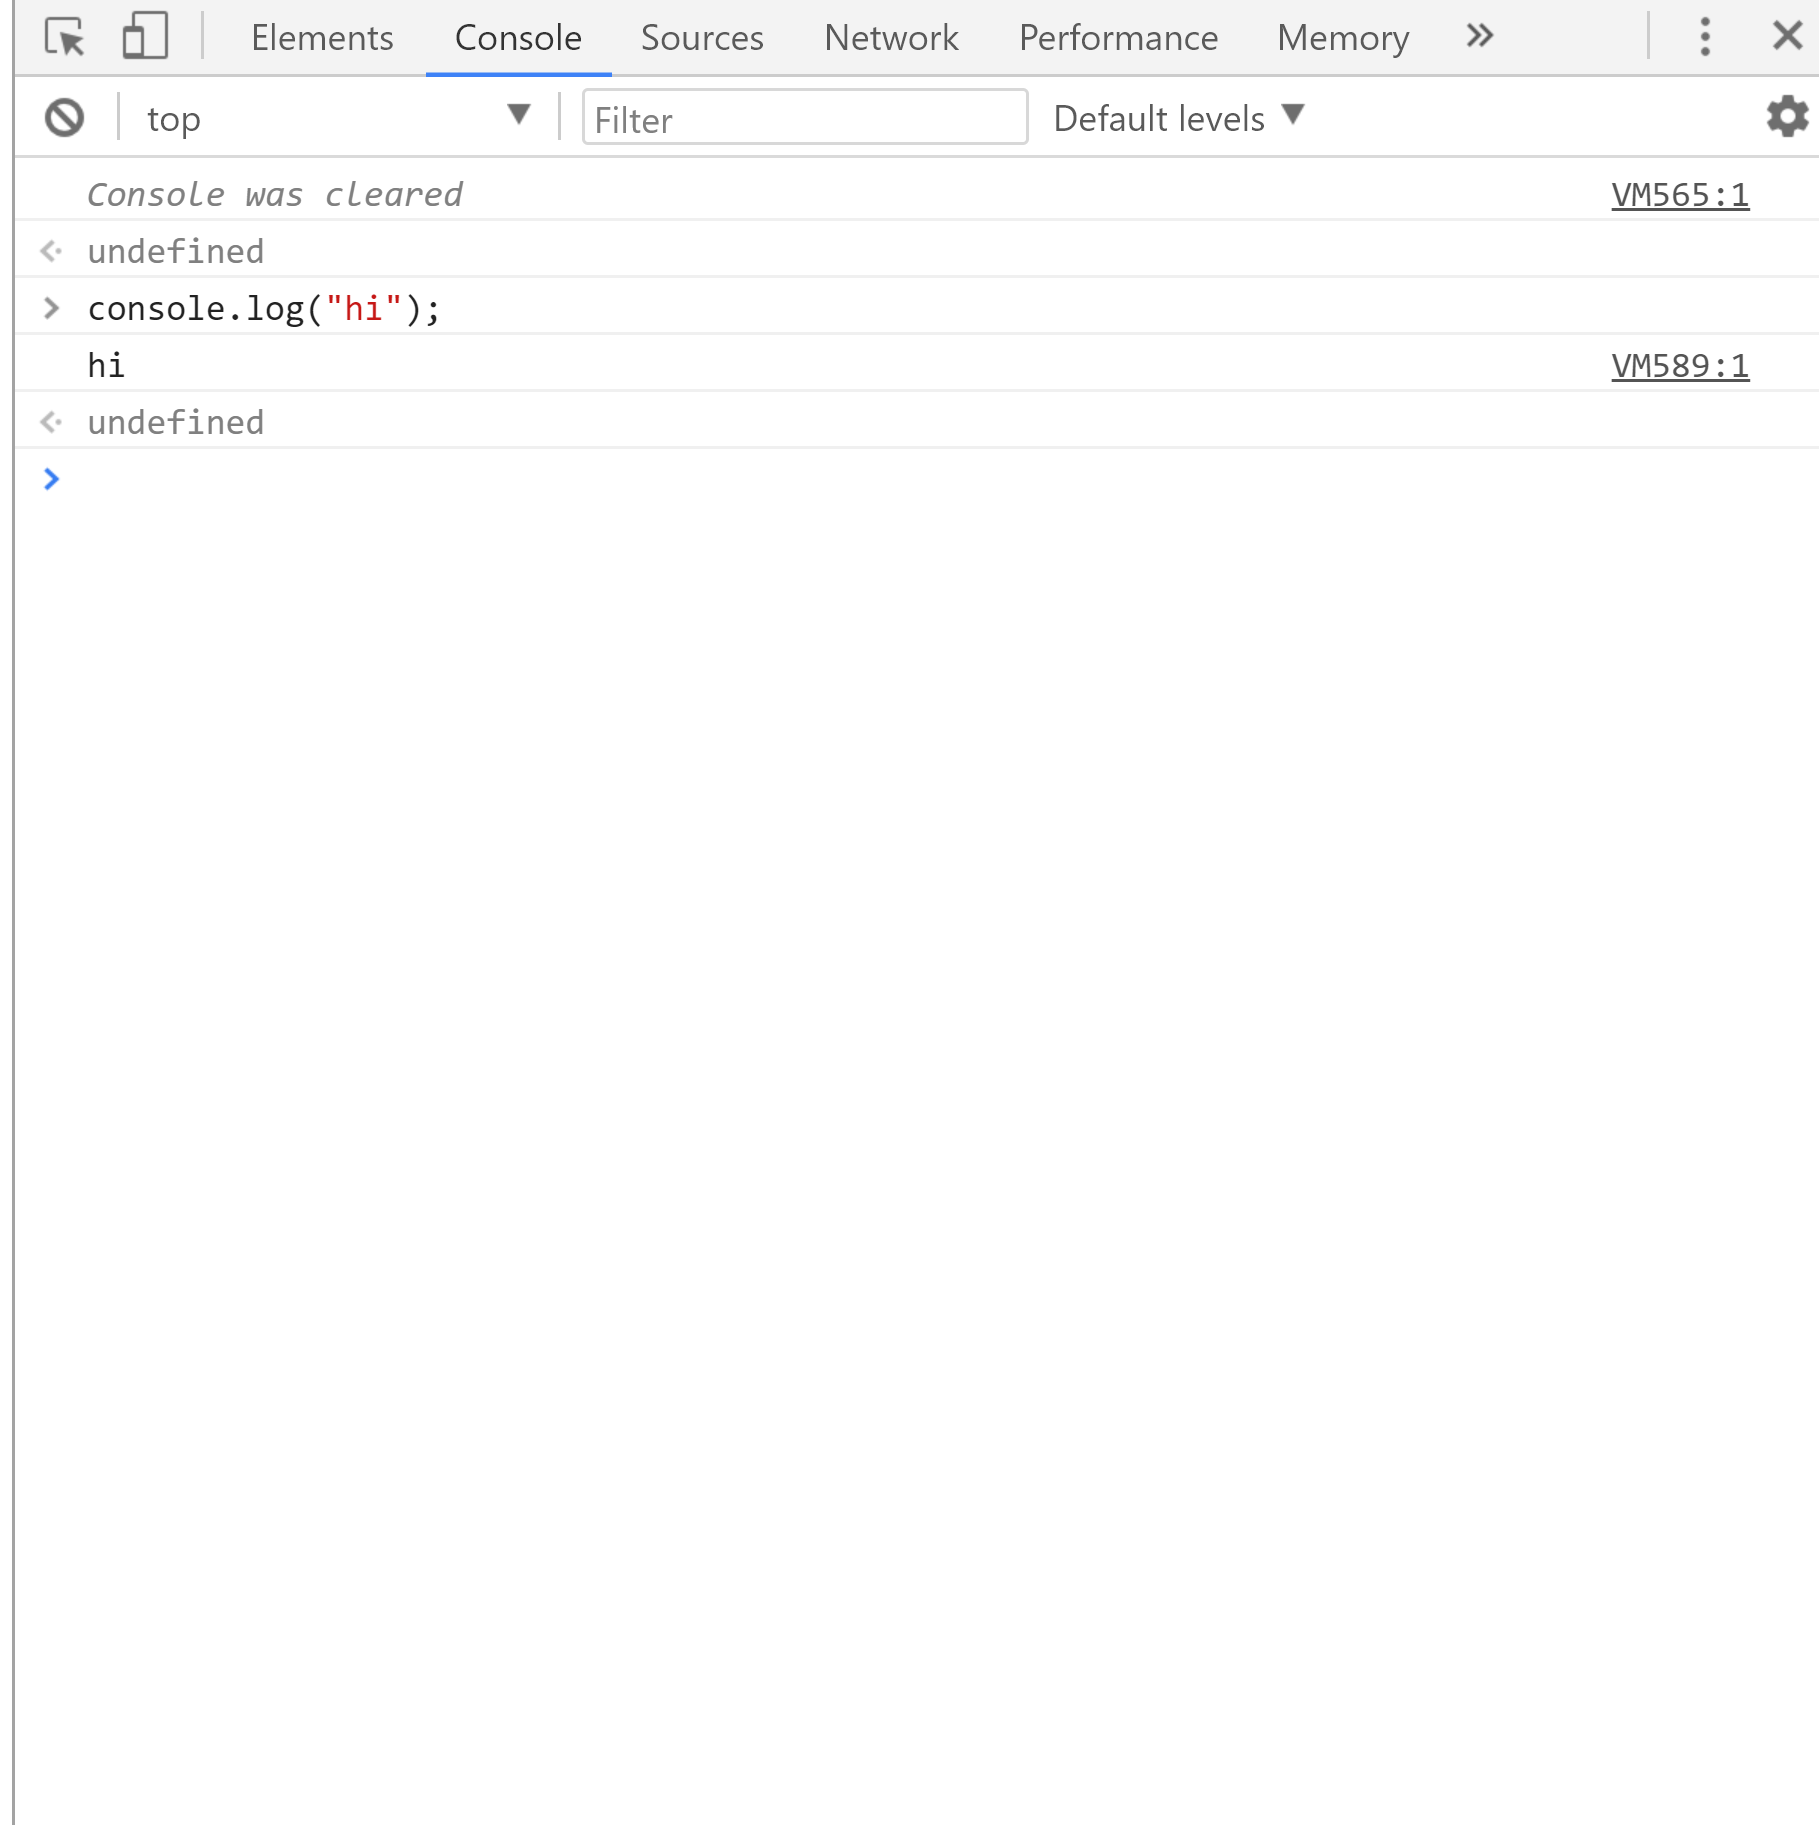 Elements Console Sources Network Performance Memory
top Filter Default levels
Console was cleared VM565:1
undefined
console.log("hi");
hi VM589:1
undefined